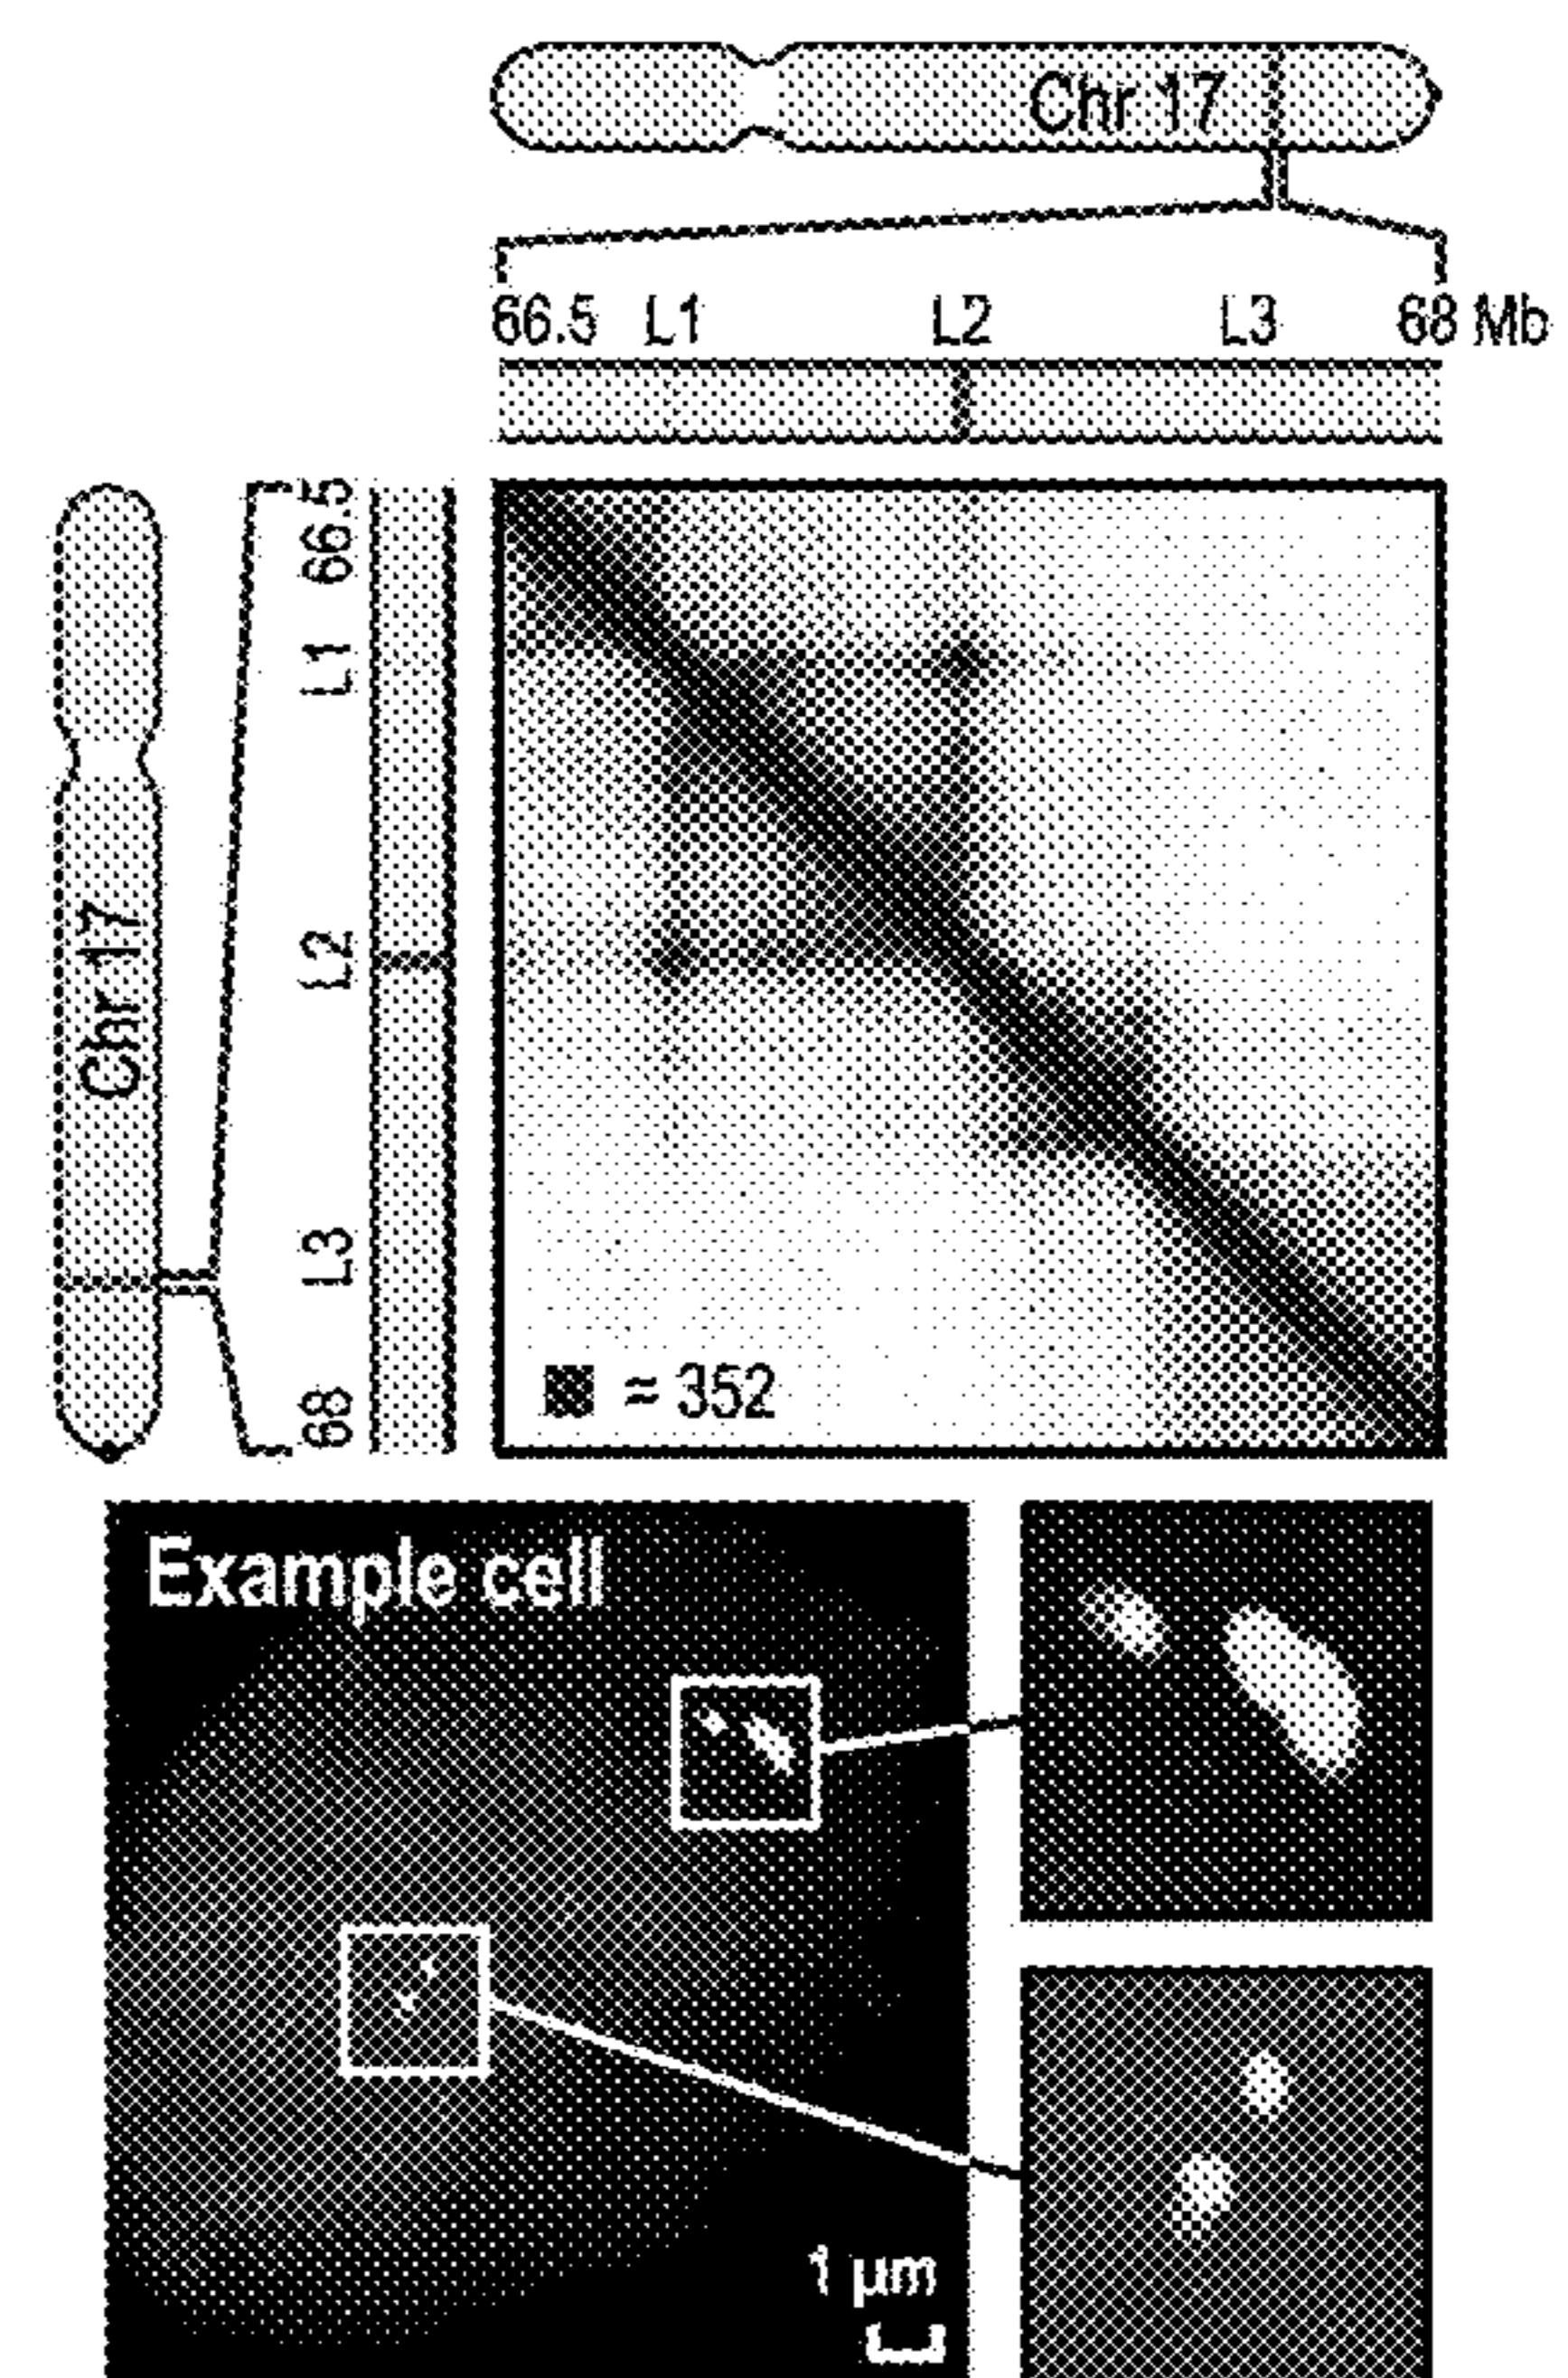 Chr 17
66.5 L1 L2 L3 68 Mb
66.5
L1
L2
L3
68
Chr 17
= 352
Example cell
1 μm